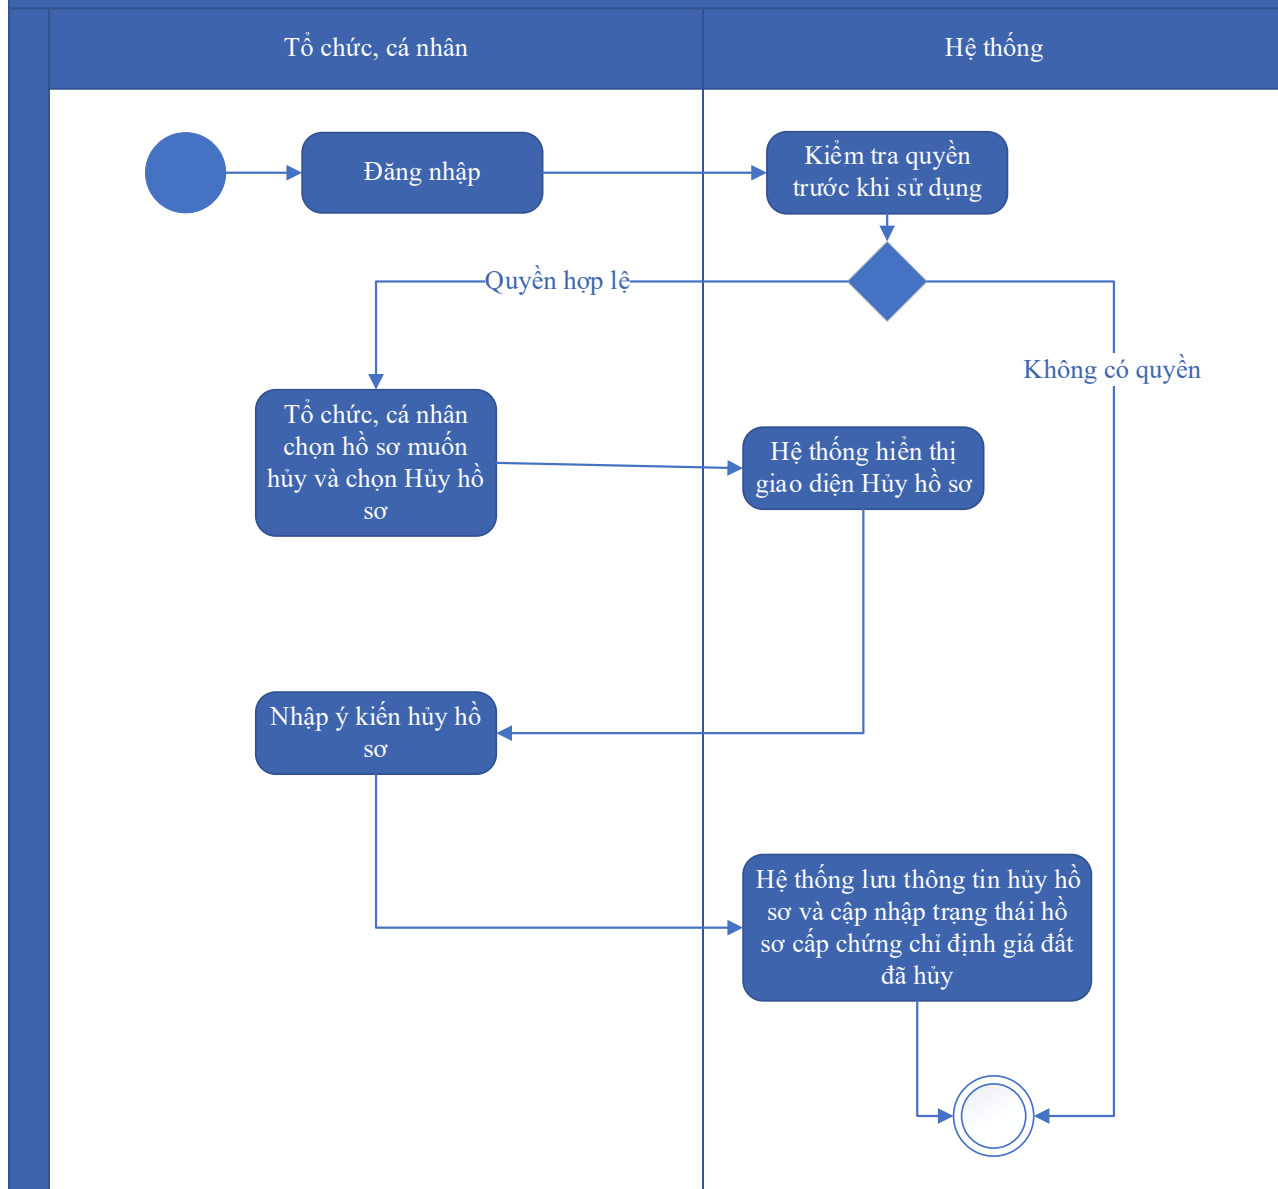 Tổ chức, cá nhân
Hệ thống
Đăng nhập
Kiểm tra quyền
trước khi sử dụng
Quyền hợp lệ
Không có quyền
Tổ chức, cá nhân
chọn hồ sơ muốn
hủy và chọn Hủy hồ
sơ
Hệ thống hiển thị
giao diện Hủy hồ sơ
Nhập ý kiến hủy hồ
sơ
Hệ thống lưu thông tin hủy hồ
sơ và cập nhập trạng thái hồ
sơ cấp chứng chỉ định giá đất
đã hủy